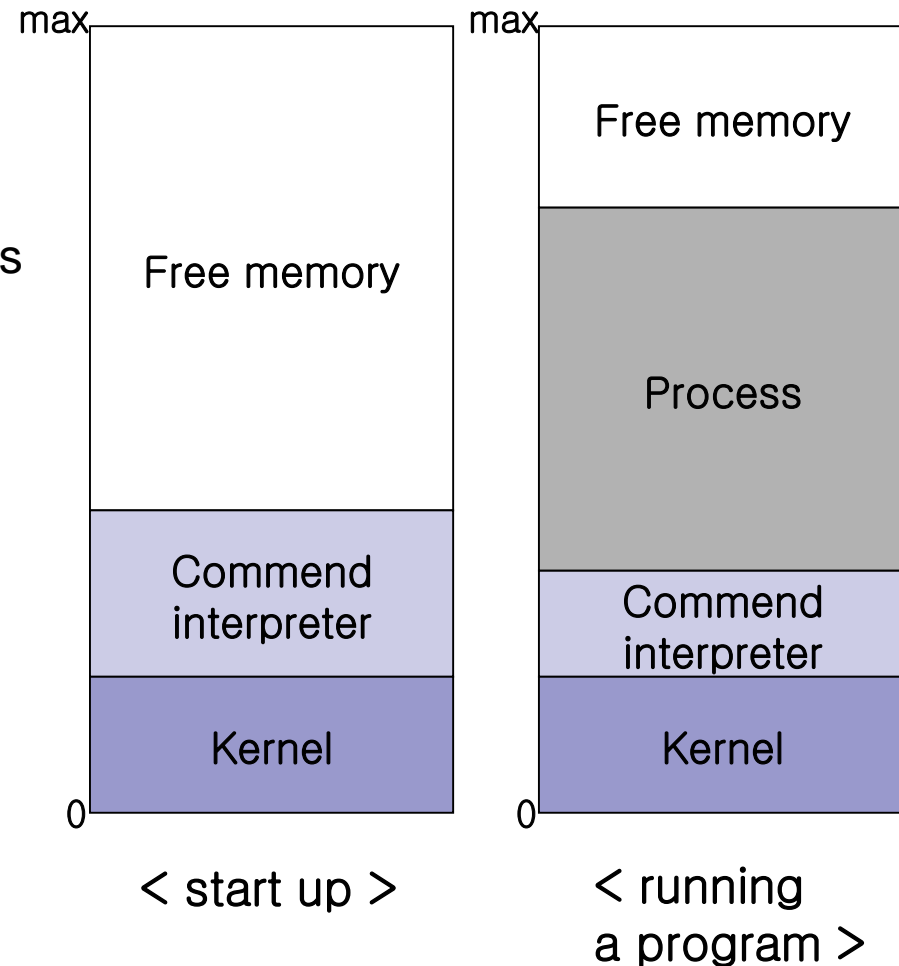 max
Free memory
Commend
interpreter
Kernel
0
< start up >
max
Free memory
Process
Commend
interpreter
Kernel
0
< running
a program >
s